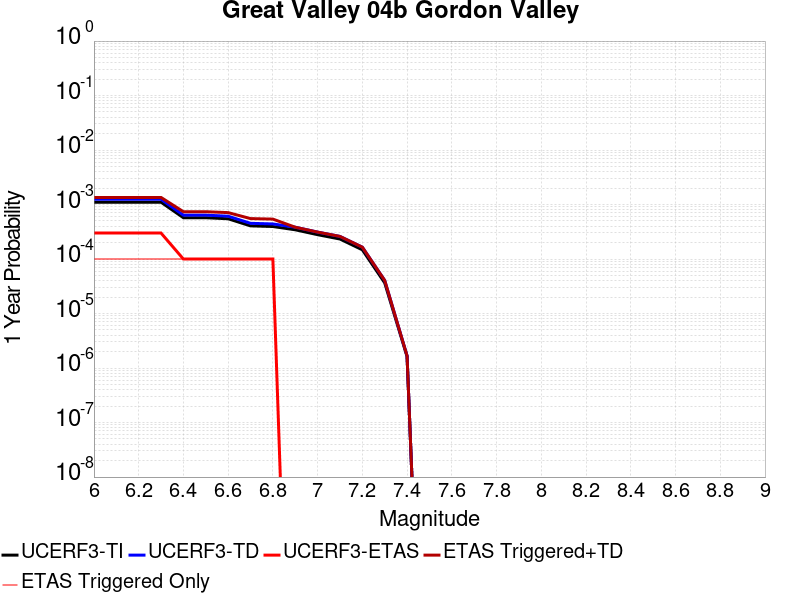 Great Valley 04b Gordon Valley
10^0
10^-1
10^-2
10^-3
10^-4
10^-5
10^-6
10^-7
10^-8
1 Year Probability
6 6.2 6.4 6.6 6.8 7 7.2 7.4 7.6 7.8 8 8.2 8.4 8.6 8.8 9
Magnitude
UCERF3-TI UCERF3-TD UCERF3-ETAS ETAS Triggered+TD
ETAS Triggered Only